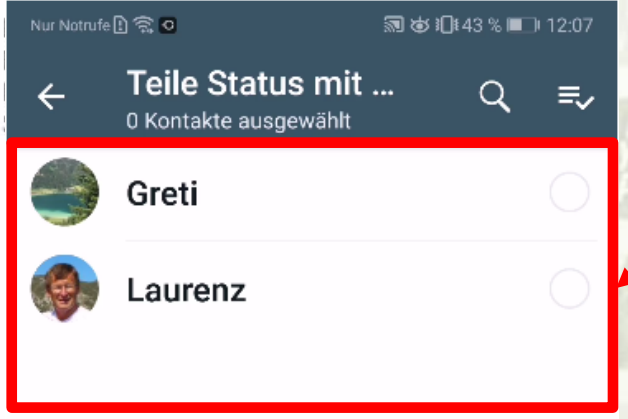 Nur Notrufe 43 % 12:07
Teile Status mit ...
0 Kontakte ausgewählt
Greti
Laurenz